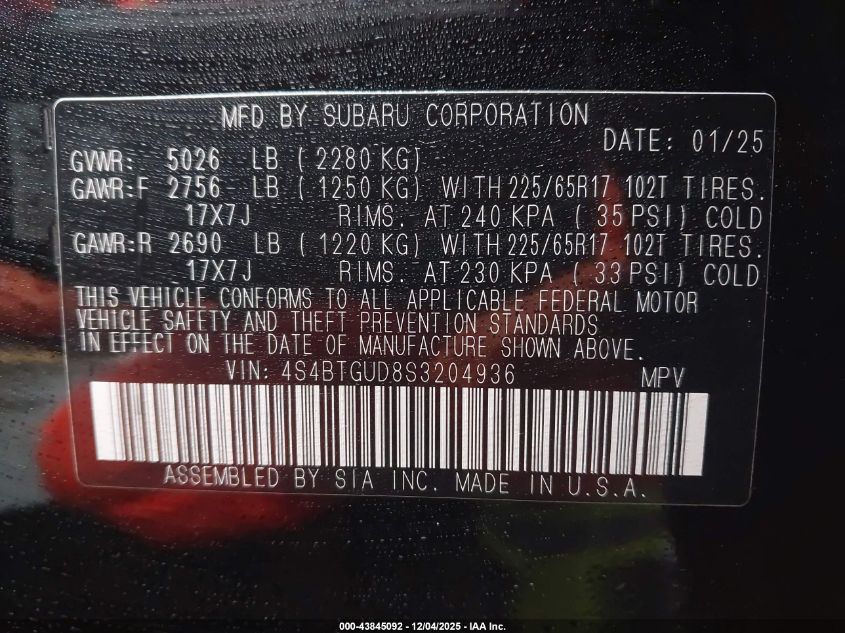 MFD BY SUBARU CORPORATION
DATE: 01/25
GVWR: 5026 LB ( 2280 KG)
GAWR:F 2756 LB ( 1250 KG) WITH 225/65R17 102T TIRES.
17X7J RIMS. AT 240 KPA ( 35 PSI) COLD
GAWR:R 2690 LB ( 1220 KG) WITH 225/65R17 102T TIRES.
17X7J RIMS. AT 230 KPA ( 33 PSI) COLD
THIS VEHICLE CONFORMS TO ALL APPLICABLE FEDERAL MOTOR
VEHICLE SAFETY AND THEFT PREVENTION STANDARDS
IN EFFECT ON THE DATE OF MANUFACTURE SHOWN ABOVE.
VIN: 4S4BTGUD8S3204936 MPV
ASSEMBLED BY SIA INC. MADE IN U.S.A.
000-43845092 - 12/04/2025 - IAA Inc.